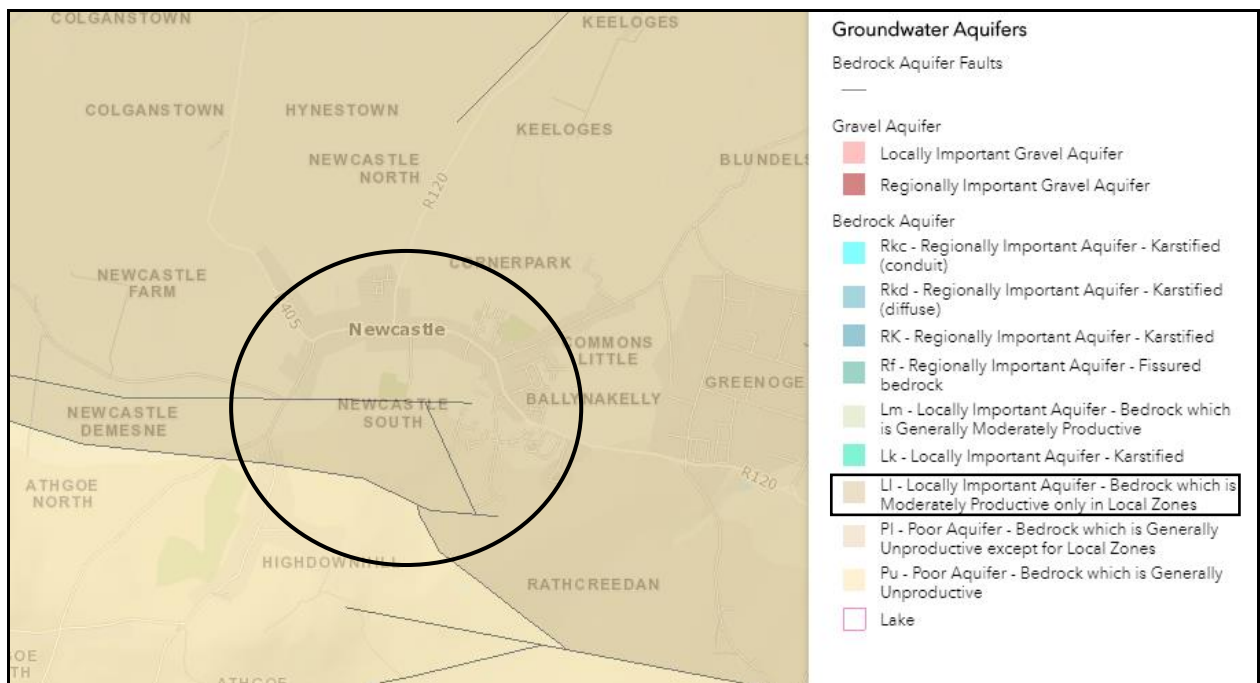 COLGANSTOWN
KEELOGES
COLGANSTOWN
HYNESTOWN
KEELOGES
NEWCASTLE
NORTH
BLUNDELS
R120
CORNERPARK
NEWCASTLE
FARM
405
Newcastle
COMMONS
LITTLE
GREENOGE
NEWCASTLE
DEMESNE
NEWCASTLE
SOUTH
BALLYNAKELLY
R120
ATHGOE
NORTH
HIGHDOWNHILL
RATHCREEDAN
OE
TH
ATHGOE
Groundwater Aquifers
Bedrock Aquifer Faults
Gravel Aquifer
Locally Important Gravel Aquifer
Regionally Important Gravel Aquifer
Bedrock Aquifer
Rkc - Regionally Important Aquifer - Karstified
(conduit)
Rkd - Regionally Important Aquifer - Karstified
(diffuse)
RK - Regionally Important Aquifer - Karstified
Rf - Regionally Important Aquifer - Fissured
bedrock
Lm - Locally Important Aquifer - Bedrock which
is Generally Moderately Productive
Lk - Locally Important Aquifer - Karstified
Ll - Locally Important Aquifer - Bedrock which is
Moderately Productive only in Local Zones
Pl - Poor Aquifer - Bedrock which is Generally
Unproductive except for Local Zones
Pu - Poor Aquifer - Bedrock which is Generally
Unproductive
Lake